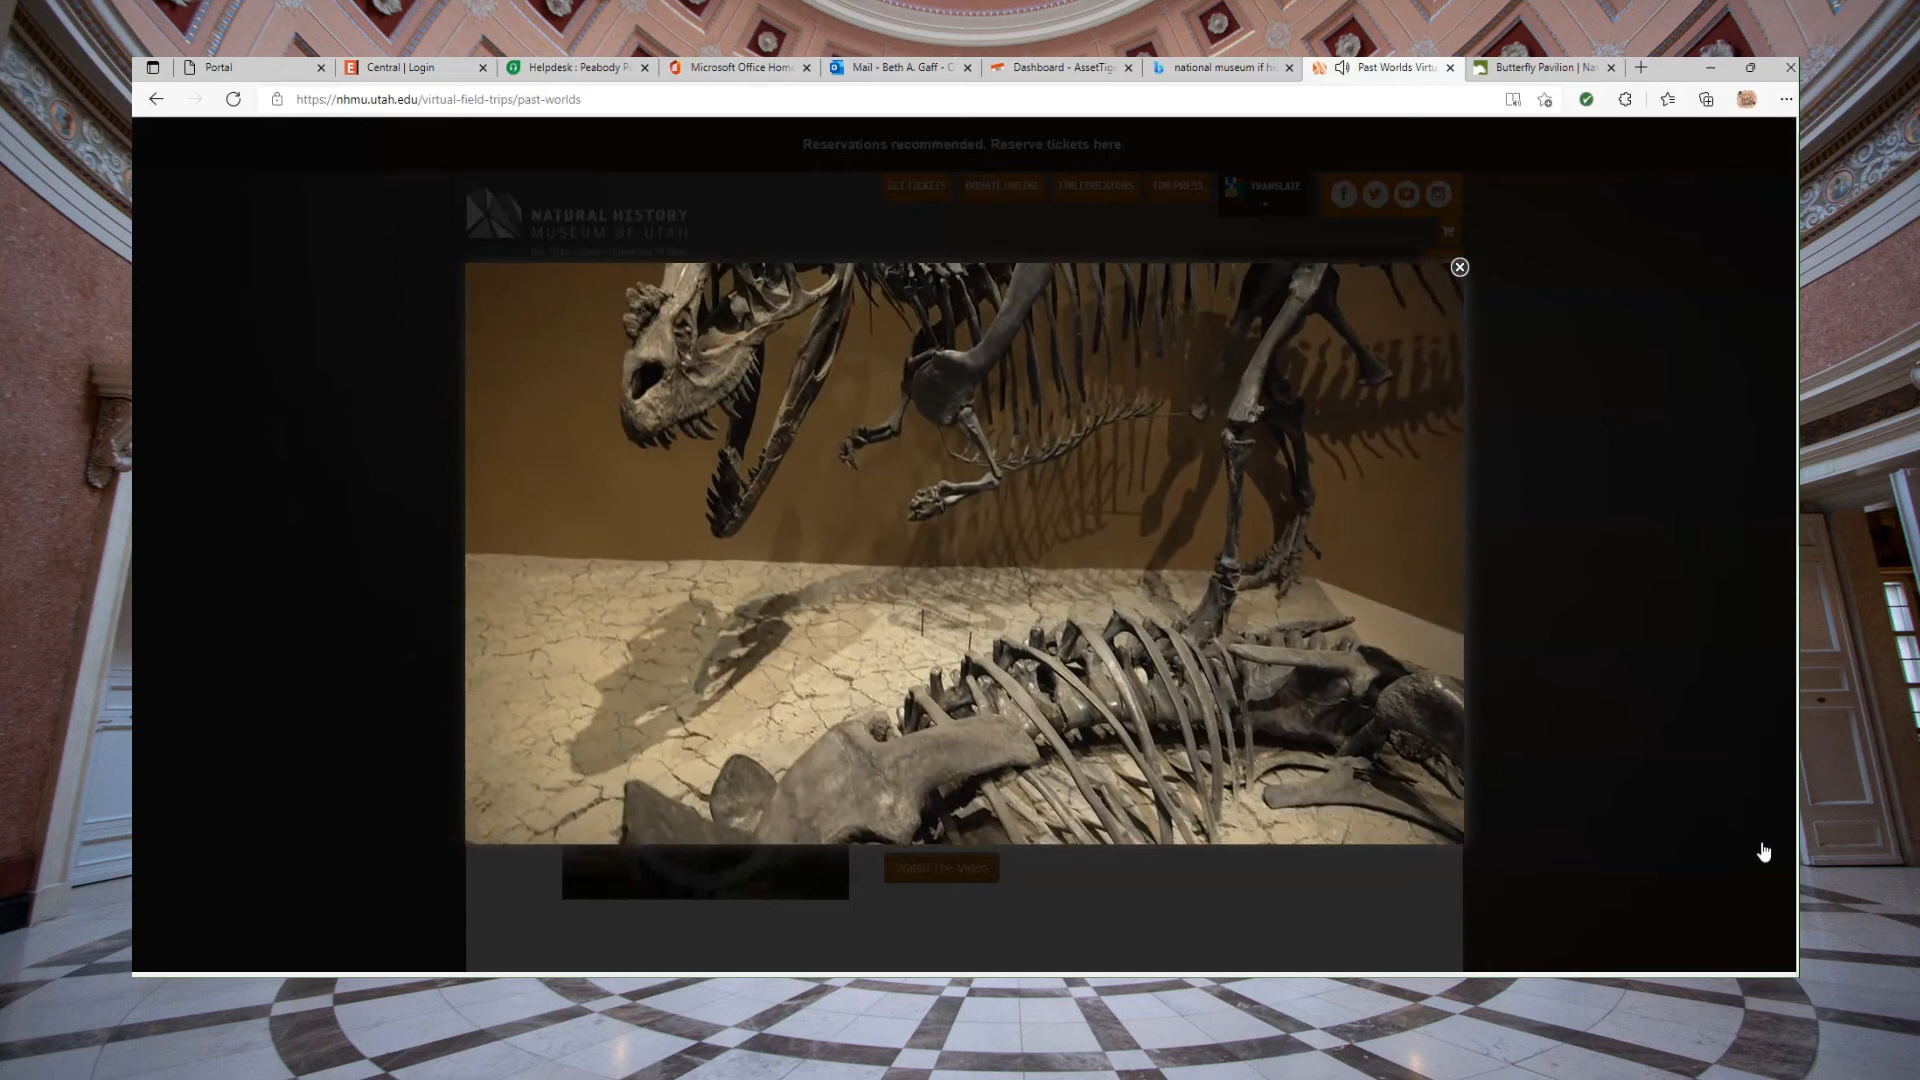 Portal
Central | Login
Helpdesk : Peabody P
Microsoft Office Hom
Mail - Beth A. Gaff - C
Dashboard - AssetTig
national museum if hi
Past Worlds Virtu
Butterfly Pavilion | Na
https://nhmu.utah.edu/virtual-field-trips/past-worlds
Reservations recommended. Reserve tickets here.
GET TICKETS
DONATE ONLINE
FOR EDUCATORS
FOR PRESS
TRANSLATE
NATURAL HISTORY
MUSEUM OF UTAH
Watch The Video